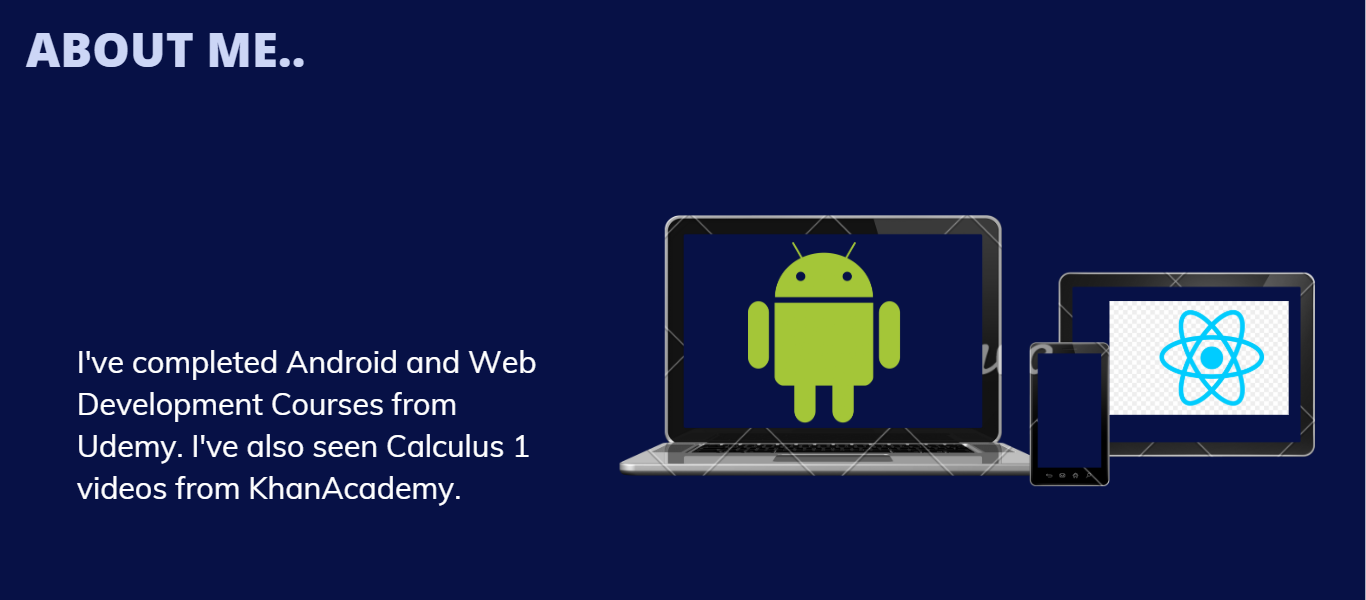 ABOUT ME..
I've completed Android and Web
Development Courses from
Udemy. I've also seen Calculus 1
videos from KhanAcademy.